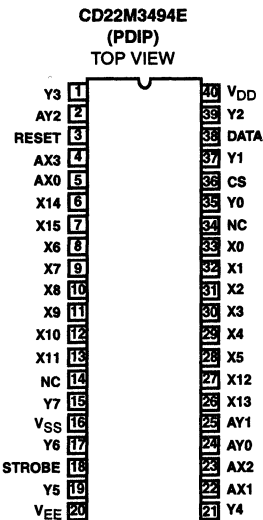 CD22M3494E
(PDIP)
TOP VIEW
Y3 1 40 VDD
AY2 2 39 Y2
RESET 3 38 DATA
AX3 4 37 Y1
AX0 5 36 CS
X14 6 35 Y0
X15 7 34 NC
X6 8 33 X0
X7 9 32 X1
X8 10 31 X2
X9 11 30 X3
X10 12 29 X4
X11 13 28 X5
NC 14 27 X12
Y7 15 26 X13
VSS 16 25 AY1
Y6 17 24 AY0
STROBE 18 23 AX2
Y5 19 22 AX1
VEE 20 21 Y4